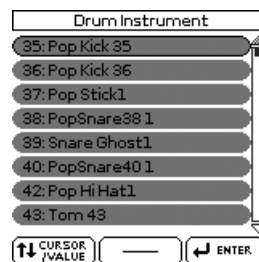 Drum Instrument
35: Pop Kick 35
36: Pop Kick 36
37: Pop Stick1
38: PopSnare38 1
39: Snare Ghost1
40: PopSnare40 1
42: Pop Hi Hat1
43: Tom 43
CURSOR
/VALUE
ENTER